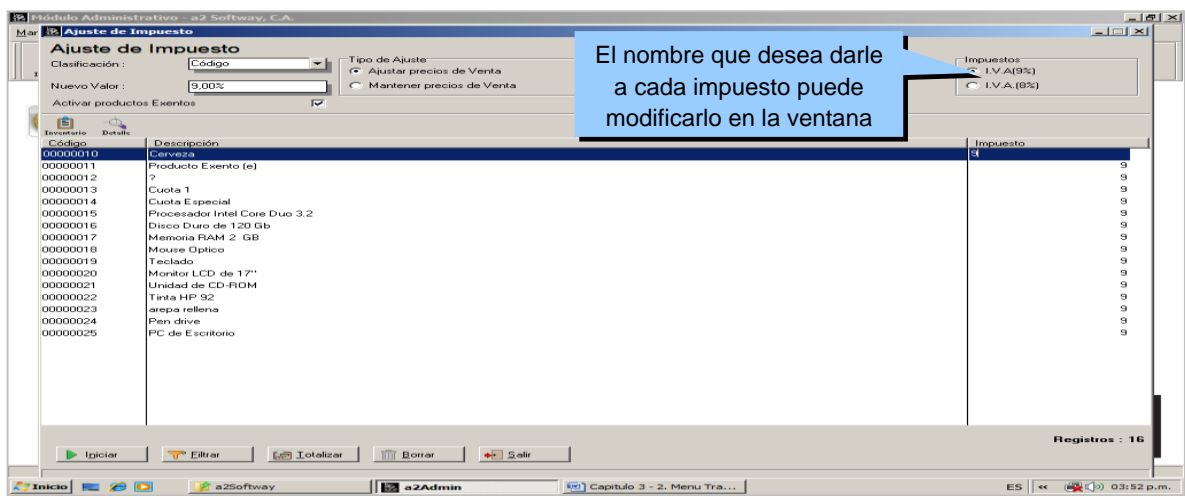 Módulo Administrativo - a2 Softway, C.A.
Mar
Ajuste de Impuesto
Ajuste de Impuesto
Clasificación :
Código
Nuevo Valor :
9,00%
Activar productos Exentos
Tipo de Ajuste
Ajustar precios de Venta
Mantener precios de Venta
El nombre que desea darle
a cada impuesto puede
modificarlo en la ventana
Impuestos
I.V.A(9%)
I.V.A.(8%)
Inventario Detalle
Código Descripción Impuesto
00000010 Cerveza 9
00000011 Producto Exento (e) 9
00000012 ? 9
00000013 Cuota 1 9
00000014 Cuota Especial 9
00000015 Procesador Intel Core Duo 3.2 9
00000016 Disco Duro de 120 Gb 9
00000017 Memoria RAM 2 GB 9
00000018 Mouse Optico 9
00000019 Teclado 9
00000020 Monitor LCD de 17" 9
00000021 Unidad de CD-ROM 9
00000022 Tinta HP 92 9
00000023 arepa rellena 9
00000024 Pen drive 9
00000025 PC de Escritorio 9
Registros : 16
Iniciar Filtrar Totalizar Borrar Salir
Inicio a2Softway a2Admin Capitulo 3 - 2. Menu Tra... ES « 03:52 p.m.